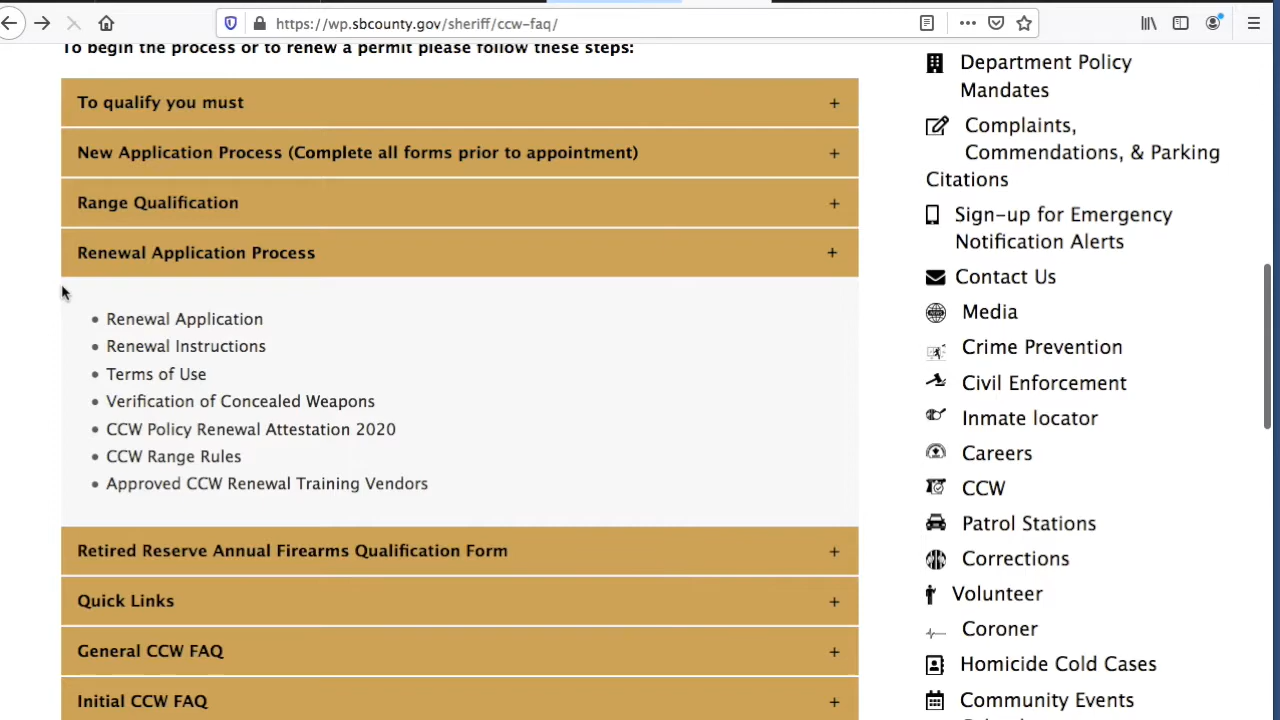 https://wp.sbcounty.gov/sheriff/ccw-faq/
To begin the process or to renew a permit please follow these steps:
To qualify you must +
New Application Process (Complete all forms prior to appointment) +
Range Qualification +
Renewal Application Process +
• Renewal Application
• Renewal Instructions
• Terms of Use
• Verification of Concealed Weapons
• CCW Policy Renewal Attestation 2020
• CCW Range Rules
• Approved CCW Renewal Training Vendors
Retired Reserve Annual Firearms Qualification Form +
Quick Links +
General CCW FAQ +
Initial CCW FAQ +
Department Policy
Mandates
Complaints,
Commendations, & Parking
Citations
Sign-up for Emergency
Notification Alerts
Contact Us
Media
Crime Prevention
Civil Enforcement
Inmate locator
Careers
CCW
Patrol Stations
Corrections
Volunteer
Coroner
Homicide Cold Cases
Community Events